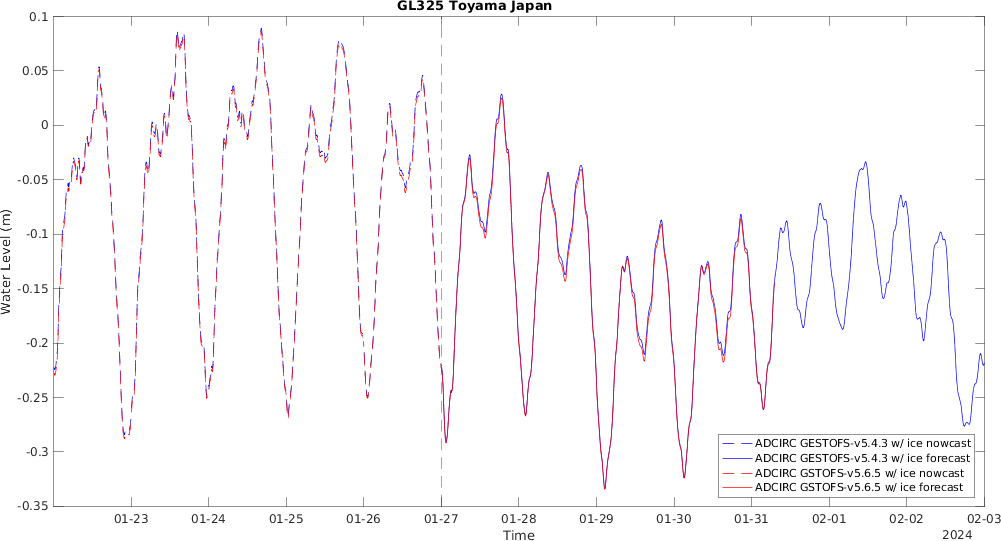 GL325 Toyama Japan
0.1
0.05
0
-0.05
-0.1
-0.15
-0.2
-0.25
-0.3
-0.35
Water Level (m)
01-23 01-24 01-25 01-26 01-27 01-28 01-29 01-30 01-31 02-01 02-02 02-03
Time
2024
ADCIRC GESTOFS-v5.4.3 w/ ice nowcast
ADCIRC GESTOFS-v5.4.3 w/ ice forecast
ADCIRC GSTOFS-v5.6.5 w/ ice nowcast
ADCIRC GSTOFS-v5.6.5 w/ ice forecast